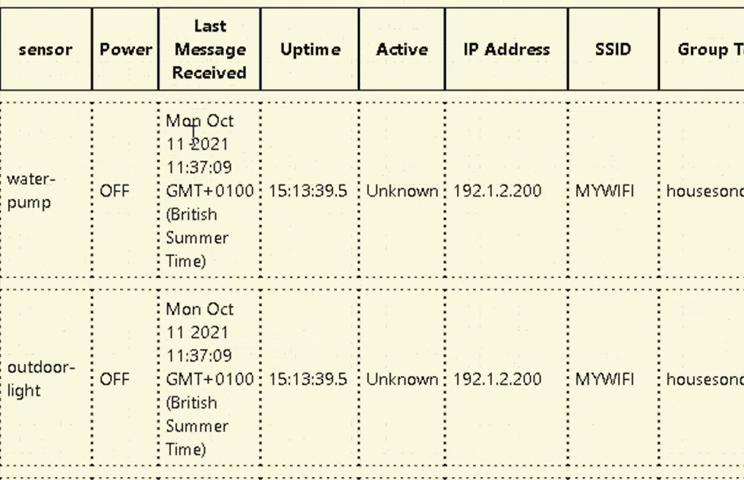 sensor Power Last Message Received Uptime Active IP Address SSID Group
water-pump OFF Mon Oct 11 2021 11:37:09 GMT+0100 (British Summer Time) 15:13:39.5 Unknown 192.1.2.200 MYWIFI
outdoor-light OFF Mon Oct 11 2021 11:37:09 GMT+0100 (British Summer Time) 15:13:39.5 Unknown 192.1.2.200 MYWIFI